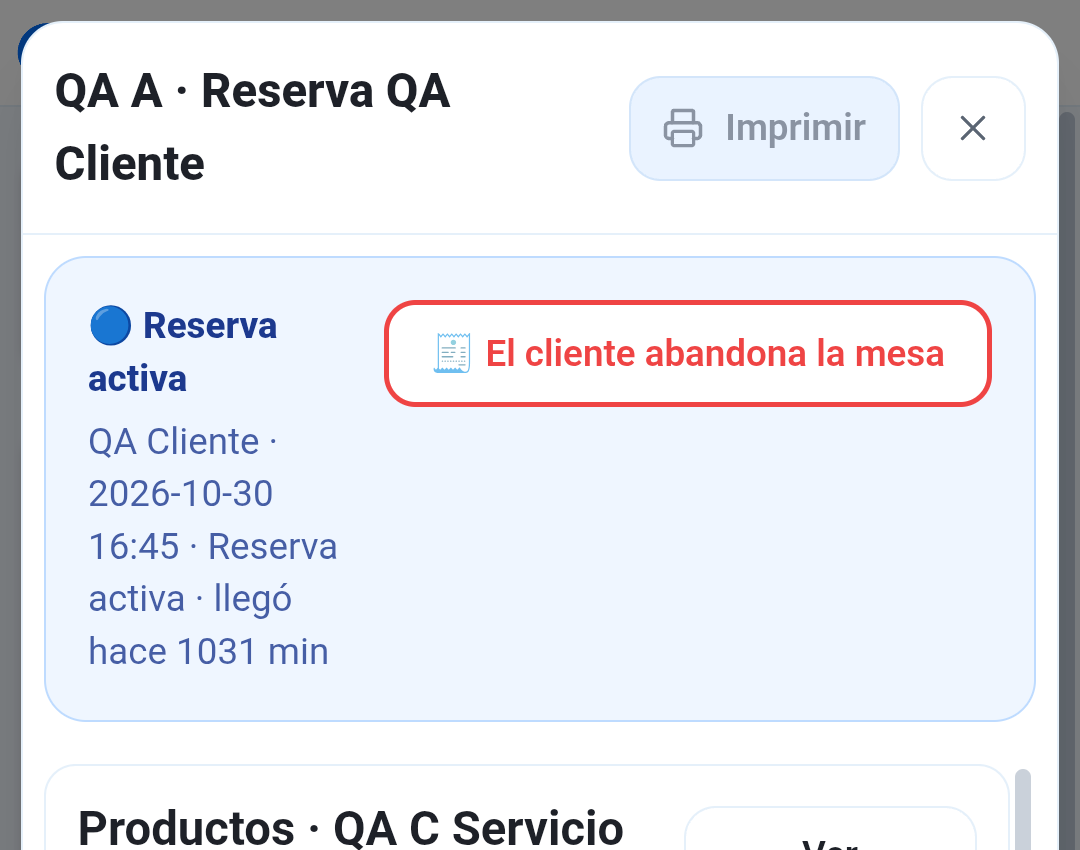 QA A · Reserva QA
Cliente
Imprimir
🔵 Reserva
activa
🧾 El cliente abandona la mesa
QA Cliente ·
2026-10-30
16:45 · Reserva
activa · llegó
hace 1031 min
Productos · QA C Servicio
Ver